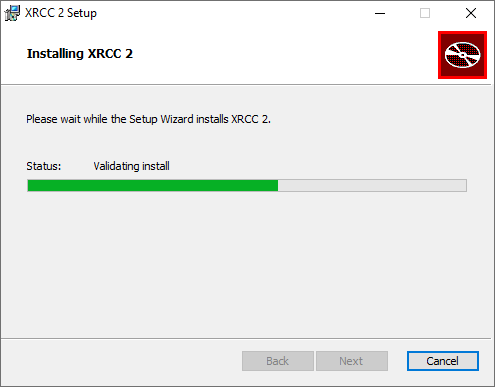 XRCC 2 Setup
Installing XRCC 2
Please wait while the Setup Wizard installs XRCC 2.
Status: Validating install
Back Next Cancel